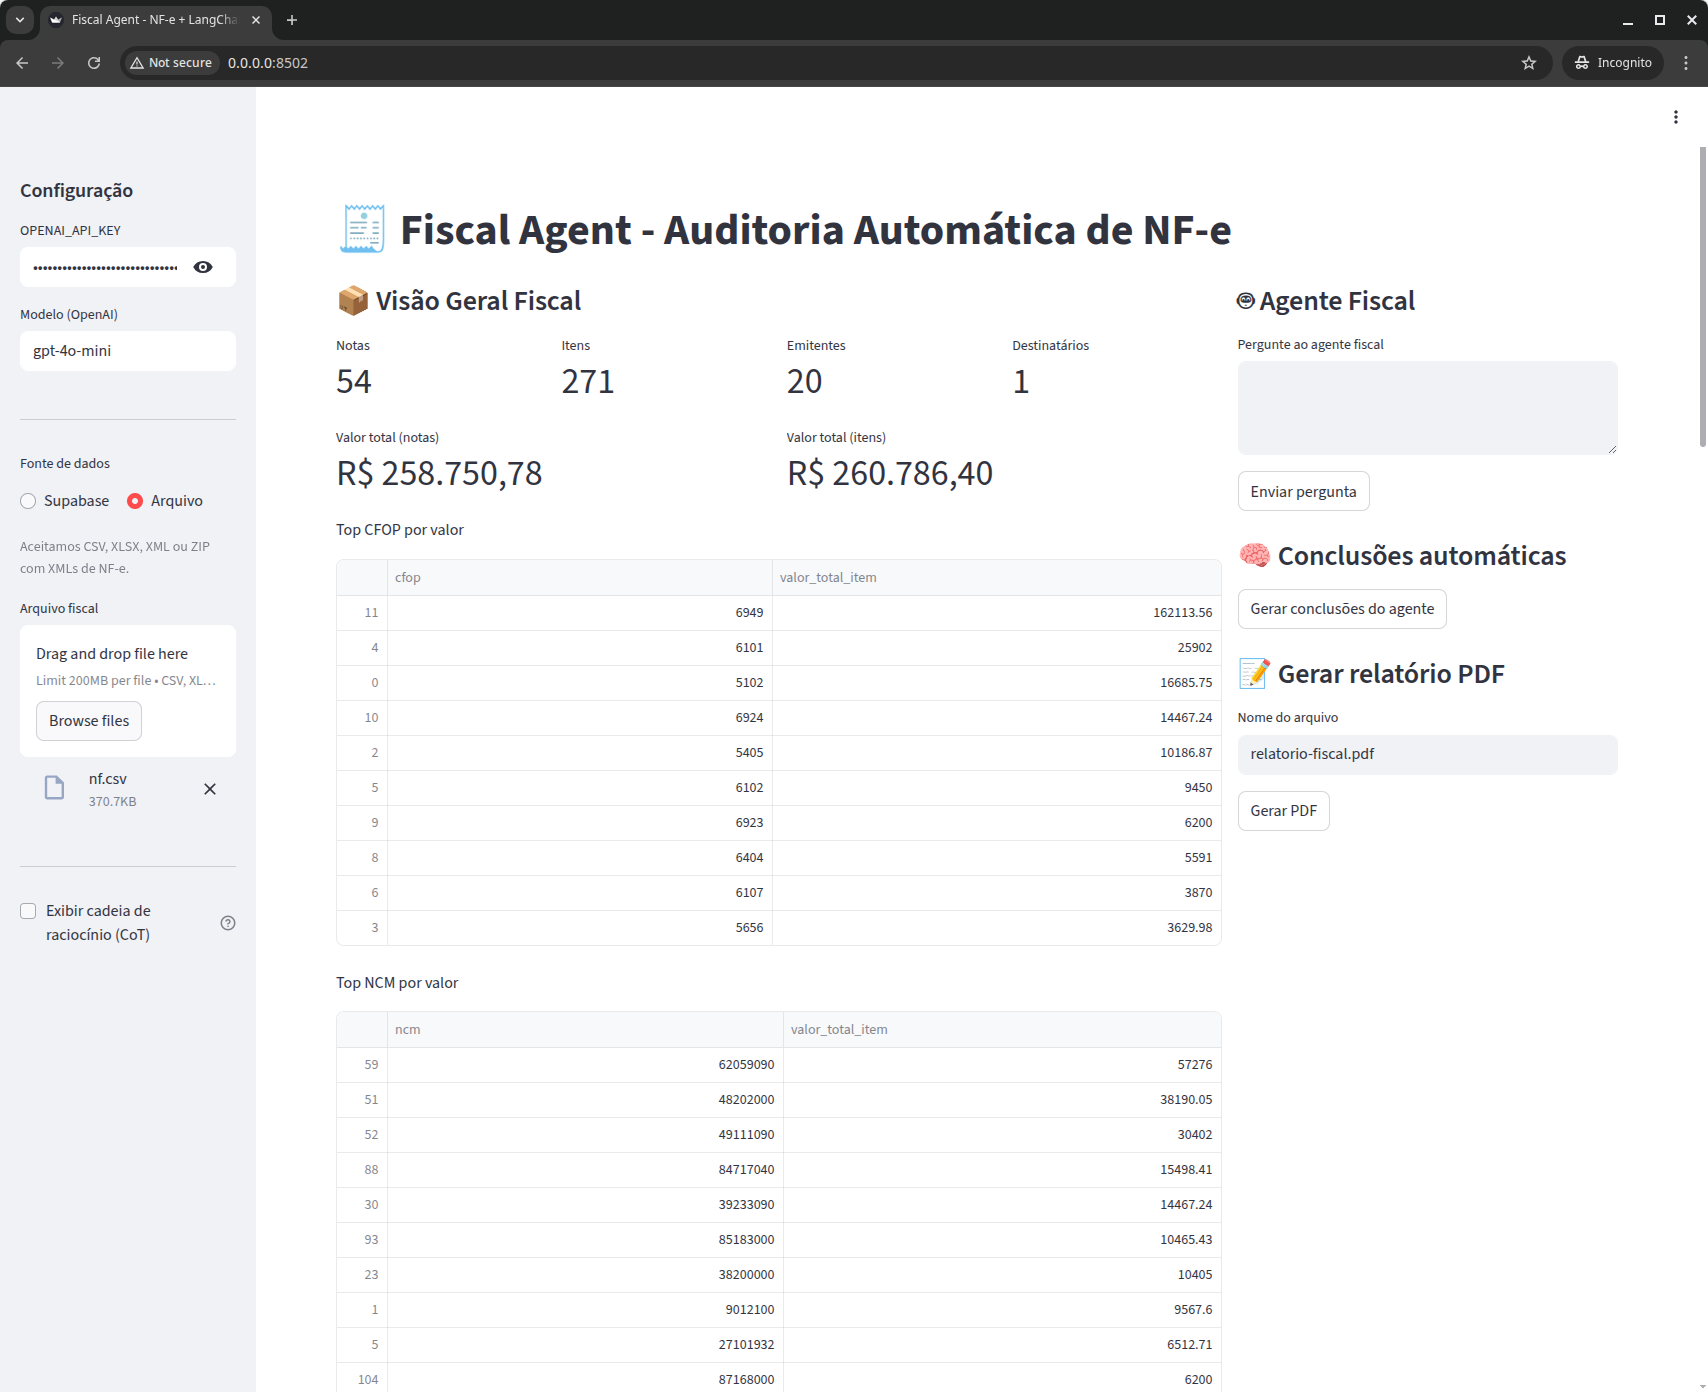 Fiscal Agent - NF-e + LangCha
Not secure
0.0.0.0:8502
Incognito
Configuração
OPENAI_API_KEY
••••••••••••••••••••••••••••••
Modelo (OpenAI)
gpt-4o-mini
Fonte de dados
Supabase
Arquivo
Aceitamos CSV, XLSX, XML ou ZIP
com XMLs de NF-e.
Arquivo fiscal
Drag and drop file here
Limit 200MB per file • CSV, XL...
Browse files
nf.csv
370.7KB
Exibir cadeia de
raciocínio (CoT)
Fiscal Agent - Auditoria Automática de NF-e
Visão Geral Fiscal
Notas Itens Emitentes Destinatários
54 271 20 1
Valor total (notas) Valor total (itens)
R$ 258.750,78 R$ 260.786,40
Top CFOP por valor
cfop valor_total_item
11 6949 162113.56
4 6101 25902
0 5102 16685.75
10 6924 14467.24
2 5405 10186.87
5 6102 9450
9 6923 6200
8 6404 5591
6 6107 3870
3 5656 3629.98
Top NCM por valor
ncm valor_total_item
59 62059090 57276
51 48202000 38190.05
52 49111090 30402
88 84717040 15498.41
30 39233090 14467.24
93 85183000 10465.43
23 38200000 10405
1 9012100 9567.6
5 27101932 6512.71
104 87168000 6200
Agente Fiscal
Pergunte ao agente fiscal
Enviar pergunta
Conclusões automáticas
Gerar conclusões do agente
Gerar relatório PDF
Nome do arquivo
relatorio-fiscal.pdf
Gerar PDF